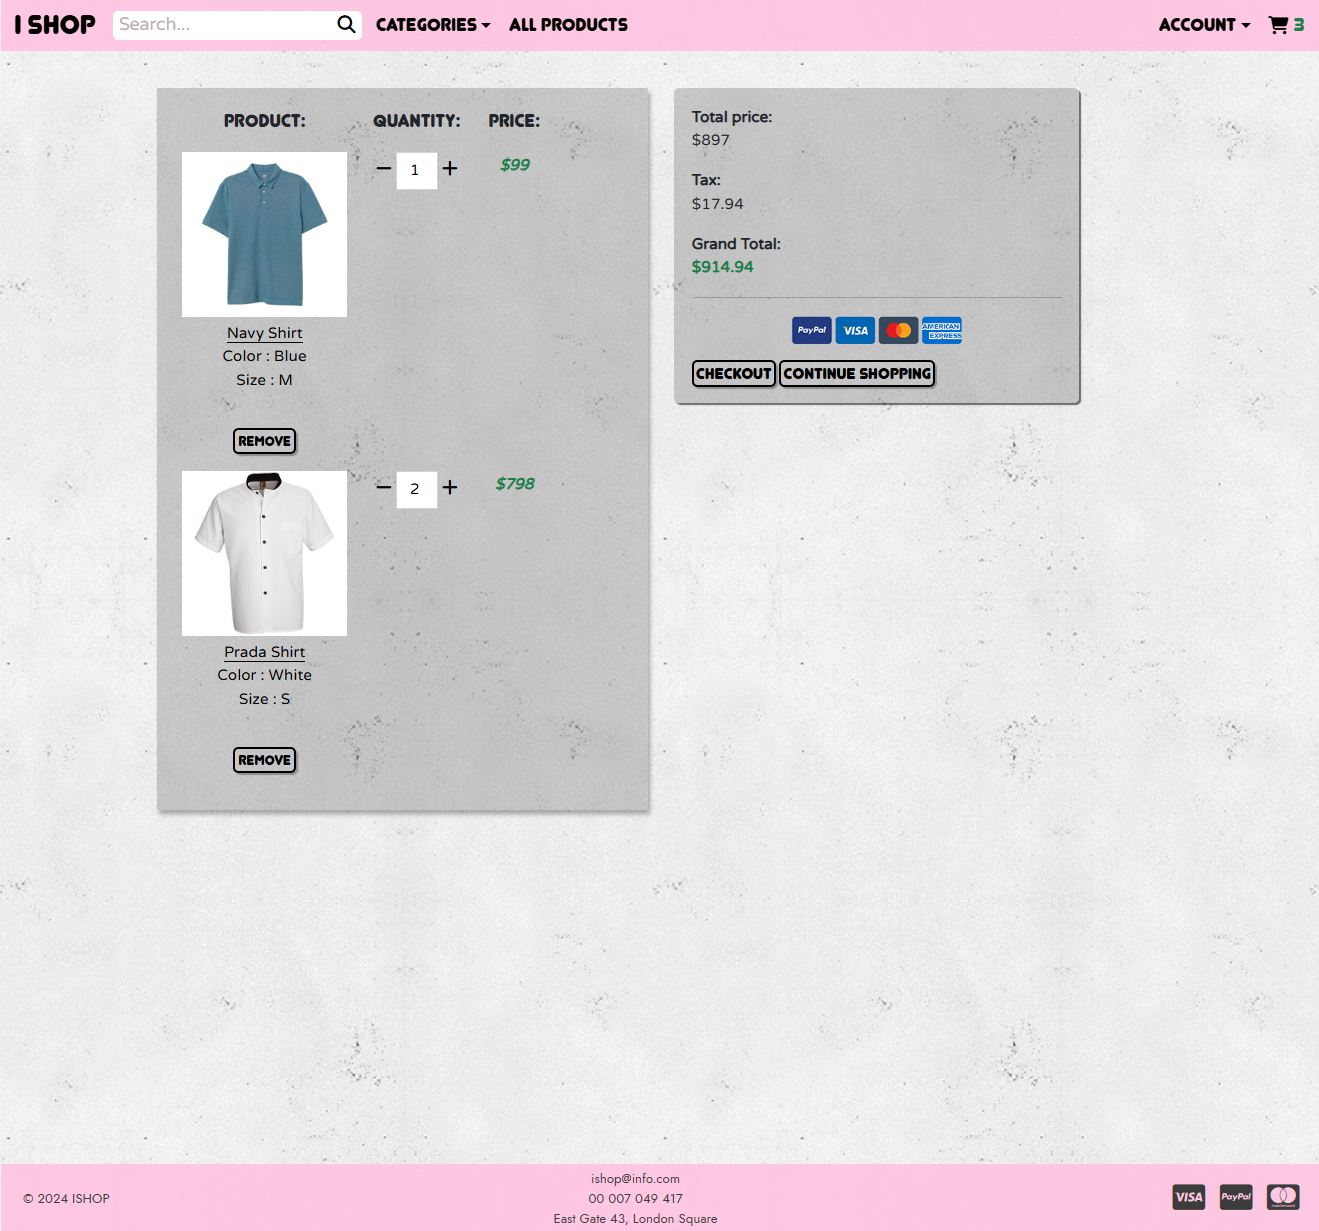 I SHOP
Search...
CATEGORIES
ALL PRODUCTS
ACCOUNT
3
PRODUCT: QUANTITY: PRICE:
1
$99
Navy Shirt
Color : Blue
Size : M
REMOVE
2
$798
Prada Shirt
Color : White
Size : S
REMOVE
Total price:
$897
Tax:
$17.94
Grand Total:
$914.94
PayPal VISA AMERICAN EXPRESS
CHECKOUT CONTINUE SHOPPING
© 2024 ISHOP
ishop@info.com
00 007 049 417
East Gate 43, London Square
VISA PayPal